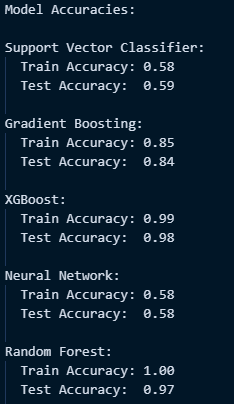 Model Accuracies:
Support Vector Classifier:
Train Accuracy: 0.58
Test Accuracy: 0.59
Gradient Boosting:
Train Accuracy: 0.85
Test Accuracy: 0.84
XGBoost:
Train Accuracy: 0.99
Test Accuracy: 0.98
Neural Network:
Train Accuracy: 0.58
Test Accuracy: 0.58
Random Forest:
Train Accuracy: 1.00
Test Accuracy: 0.97